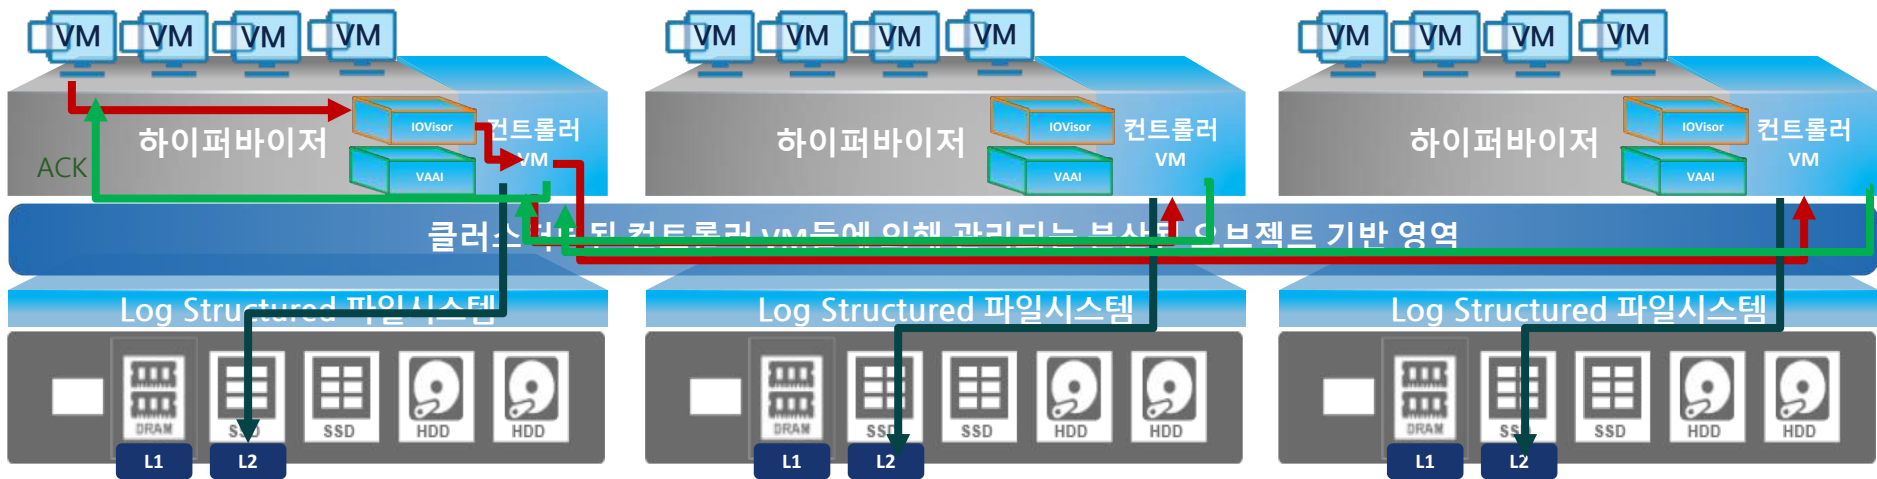 VM VM VM VM
VM VM VM VM
VM VM VM VM
하이퍼바이저
IOVisor
컨트롤러
VM
VAAI
ACK
하이퍼바이저
IOVisor
컨트롤러
VM
VAAI
하이퍼바이저
IOVisor
컨트롤러
VM
VAAI
클러스터링된 컨트롤러 VM들에 의해 관리되는 분산된 오브젝트 기반 영역
Log Structured 파일시스템
Log Structured 파일시스템
Log Structured 파일시스템
DRAM SSD SSD HDD HDD
L1 L2
DRAM SSD SSD HDD HDD
L1 L2
DRAM SSD SSD HDD HDD
L1 L2